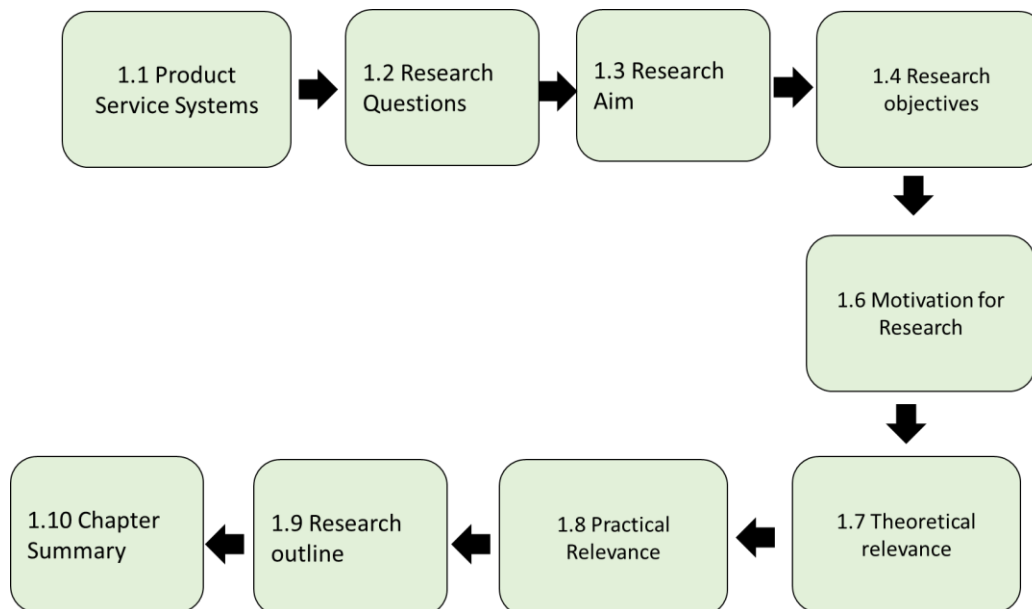 1.1 Product
Service Systems
1.2 Research
Questions
1.3 Research
Aim
1.4 Research
objectives
1.6 Motivation for
Research
1.7 Theoretical
relevance
1.8 Practical
Relevance
1.9 Research
outline
1.10 Chapter
Summary